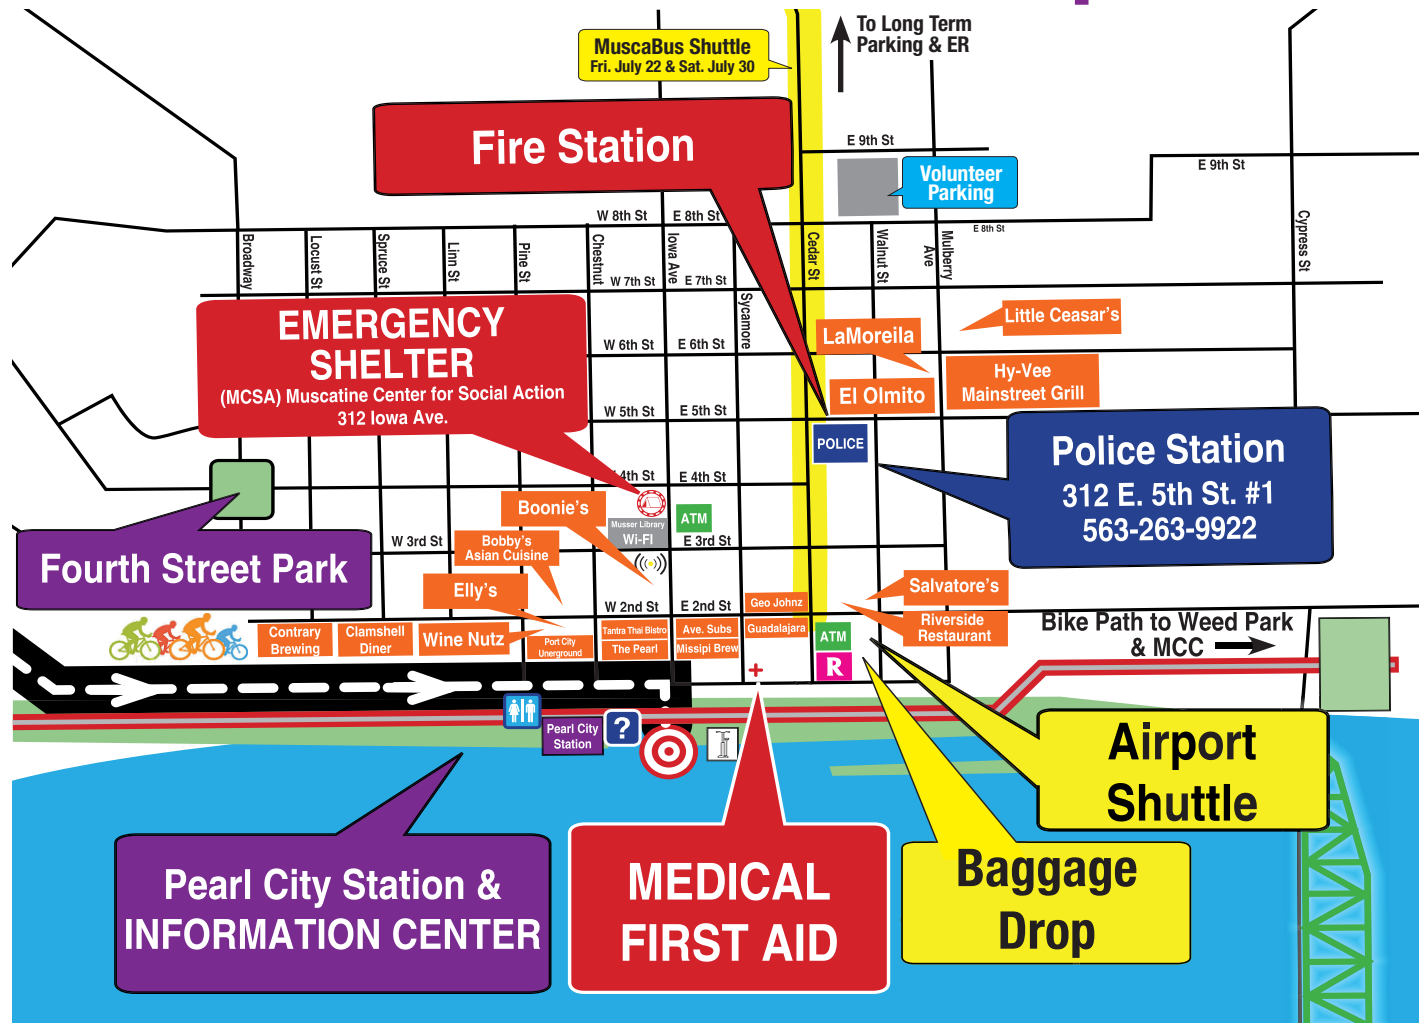 To Long Term
Parking & ER
MuscaBus Shuttle
Fri. July 22 & Sat. July 30
Fire Station
E 9th St
E 9th St
Volunteer
Parking
W 8th St
E 8th St
E 8th St
Broadway
Locust St
Spruce St
Linn St
Pine St
Chestnut
Iowa Ave
Sycamore
Cedar St
Walnut St
Mulberry
Ave
Cypress St
W 7th St
E 7th St
EMERGENCY
SHELTER
(MCSA) Muscatine Center for Social Action
312 Iowa Ave.
Little Ceasar's
LaMoreila
W 6th St
E 6th St
Hy-Vee
Mainstreet Grill
El Olmito
W 5th St
E 5th St
POLICE
Police Station
312 E. 5th St. #1
563-263-9922
4th St
E 4th St
Boonie's
ATM
Musser Library
Wi-FI
W 3rd St
E 3rd St
Bobby's
Asian Cuisine
Fourth Street Park
Elly's
Salvatore's
W 2nd St
E 2nd St
Geo Johnz
Riverside
Restaurant
Bike Path to Weed Park
& MCC
Contrary
Brewing
Clamshell
Diner
Wine Nutz
Port City
Unerground
Tantra Thai Bistro
The Pearl
Ave. Subs
Missipi Brew
Guadalajara
ATM
R
Pearl City
Station
?
Airport
Shuttle
Pearl City Station &
INFORMATION CENTER
MEDICAL
FIRST AID
Baggage
Drop